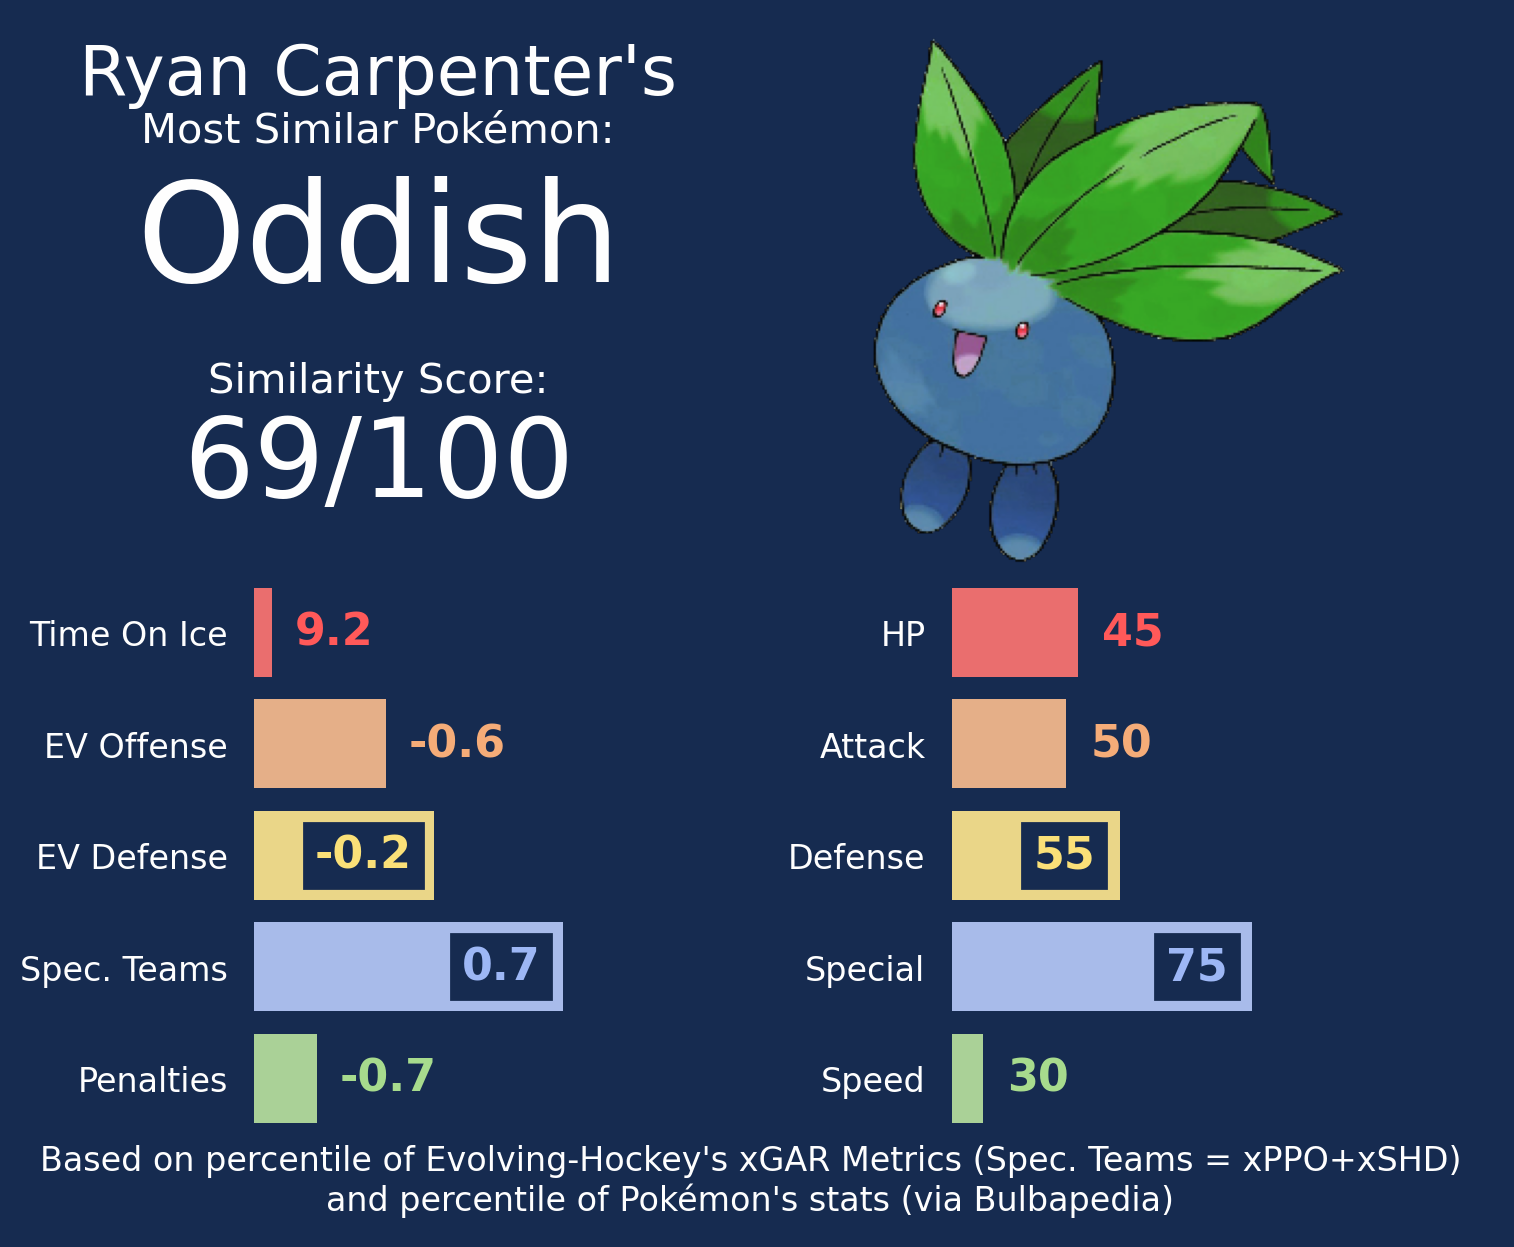 Ryan Carpenter's
Most Similar Pokémon:
Oddish
Similarity Score:
69/100
Time On Ice 9.2
EV Offense -0.6
EV Defense -0.2
Spec. Teams 0.7
Penalties -0.7
HP 45
Attack 50
Defense 55
Special 75
Speed 30
Based on percentile of Evolving-Hockey's xGAR Metrics (Spec. Teams = xPPO+xSHD)
and percentile of Pokémon's stats (via Bulbapedia)